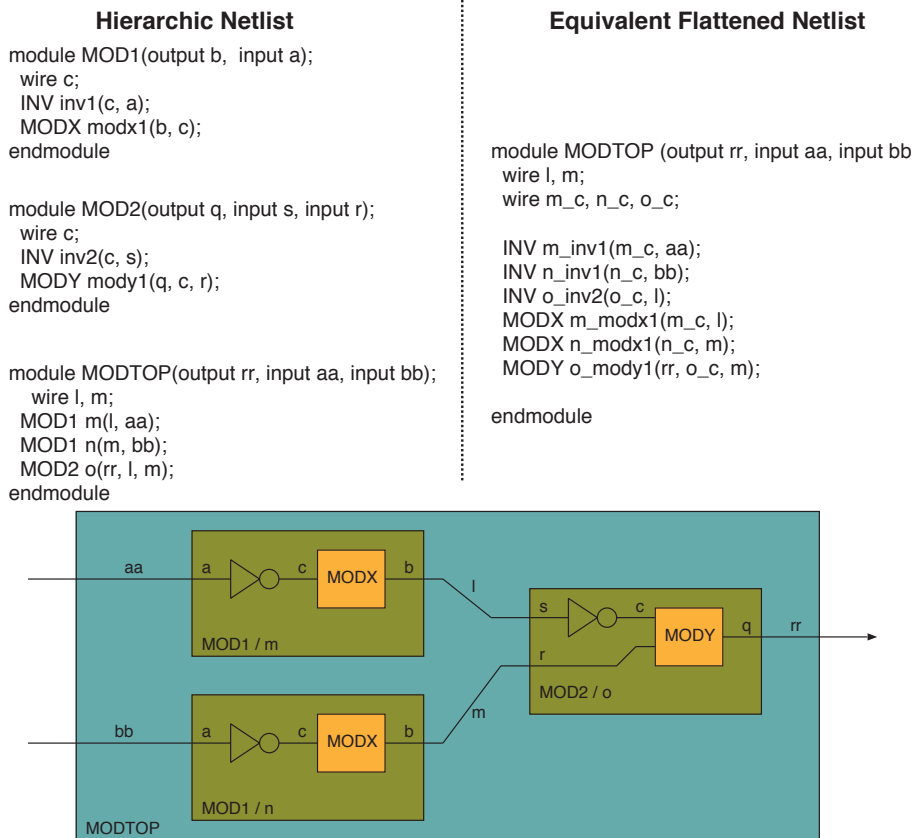 Hierarchic Netlist
module MOD1(output b, input a);
wire c;
INV inv1(c, a);
MODX modx1(b, c);
endmodule
module MOD2(output q, input s, input r);
wire c;
INV inv2(c, s);
MODY mody1(q, c, r);
endmodule
module MODTOP(output rr, input aa, input bb);
wire l, m;
MOD1 m(l, aa);
MOD1 n(m, bb);
MOD2 o(rr, l, m);
endmodule
Equivalent Flattened Netlist
module MODTOP (output rr, input aa, input bb
wire l, m;
wire m_c, n_c, o_c;
INV m_inv1(m_c, aa);
INV n_inv1(n_c, bb);
INV o_inv2(o_c, l);
MODX m_modx1(m_c, l);
MODX n_modx1(n_c, m);
MODY o_mody1(rr, o_c, m);
endmodule
aa
a
c
MODX
b
MOD1 / m
l
s
c
MODY
q
rr
r
MOD2 / o
m
bb
a
c
MODX
b
MOD1 / n
MODTOP